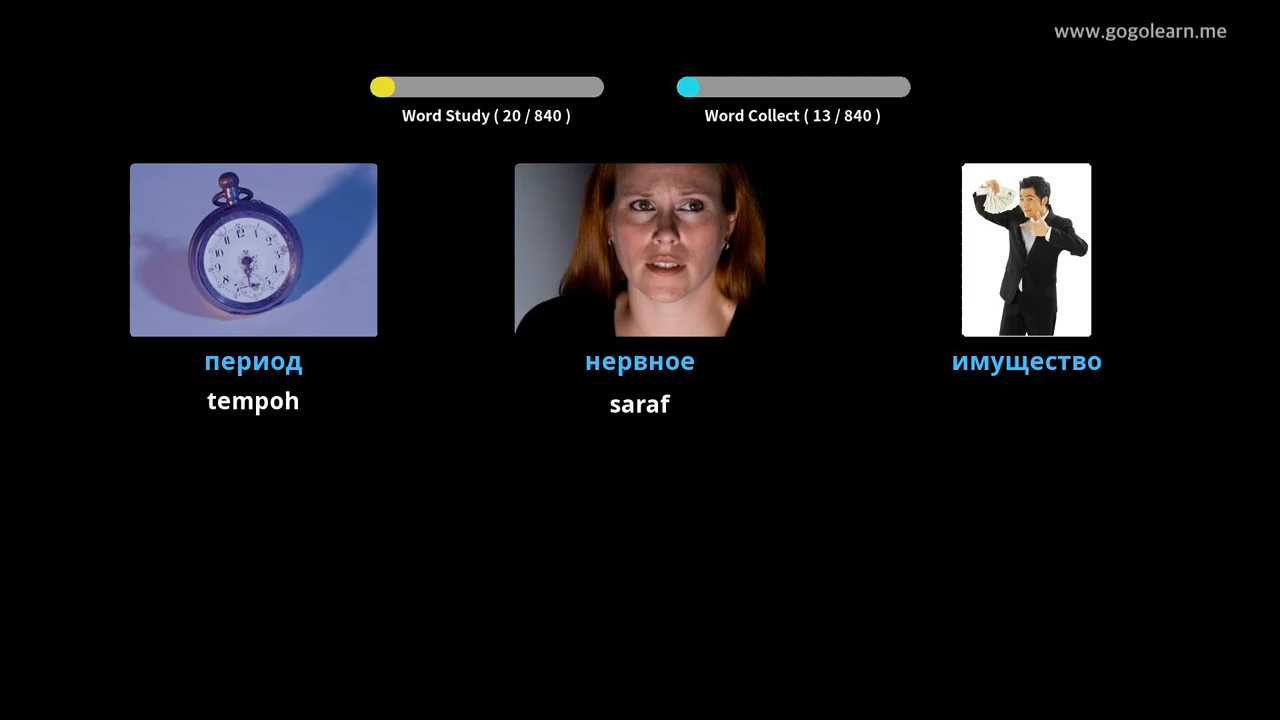 www.gogolearn.me
Word Study ( 20 / 840 )
Word Collect ( 13 / 840 )
период
нервное
имущество
tempoh
saraf